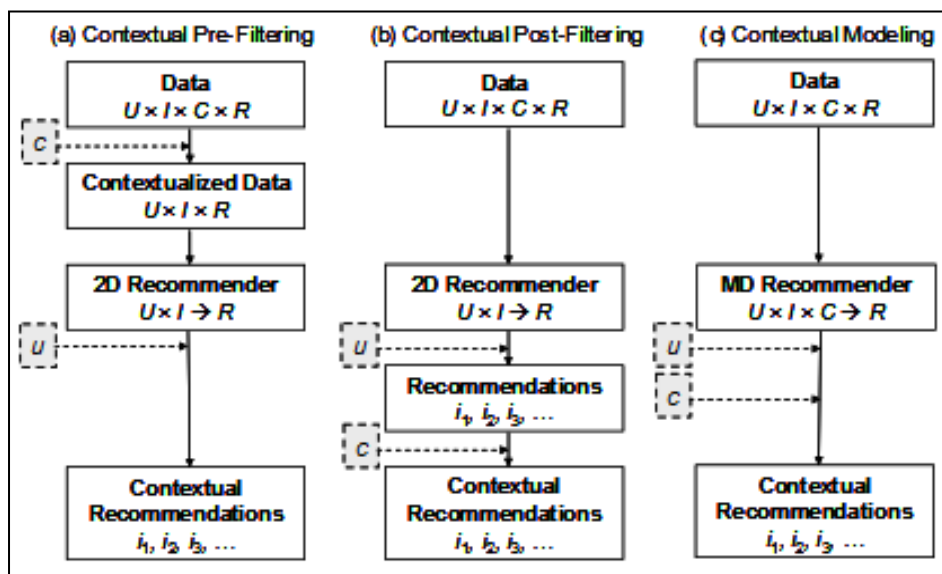 (a) Contextual Pre-Filtering
Data
U × I × C × R
c
Contextualized Data
U × I × R
2D Recommender
U × I → R
u
Contextual
Recommendations
i₁, i₂, i₃, …
(b) Contextual Post-Filtering
Data
U × I × C × R
2D Recommender
U × I → R
u
Recommendations
i₁, i₂, i₃, …
c
Contextual
Recommendations
i₁, i₂, i₃, …
(c) Contextual Modeling
Data
U × I × C × R
MD Recommender
U × I × C → R
u
c
Contextual
Recommendations
i₁, i₂, i₃, …